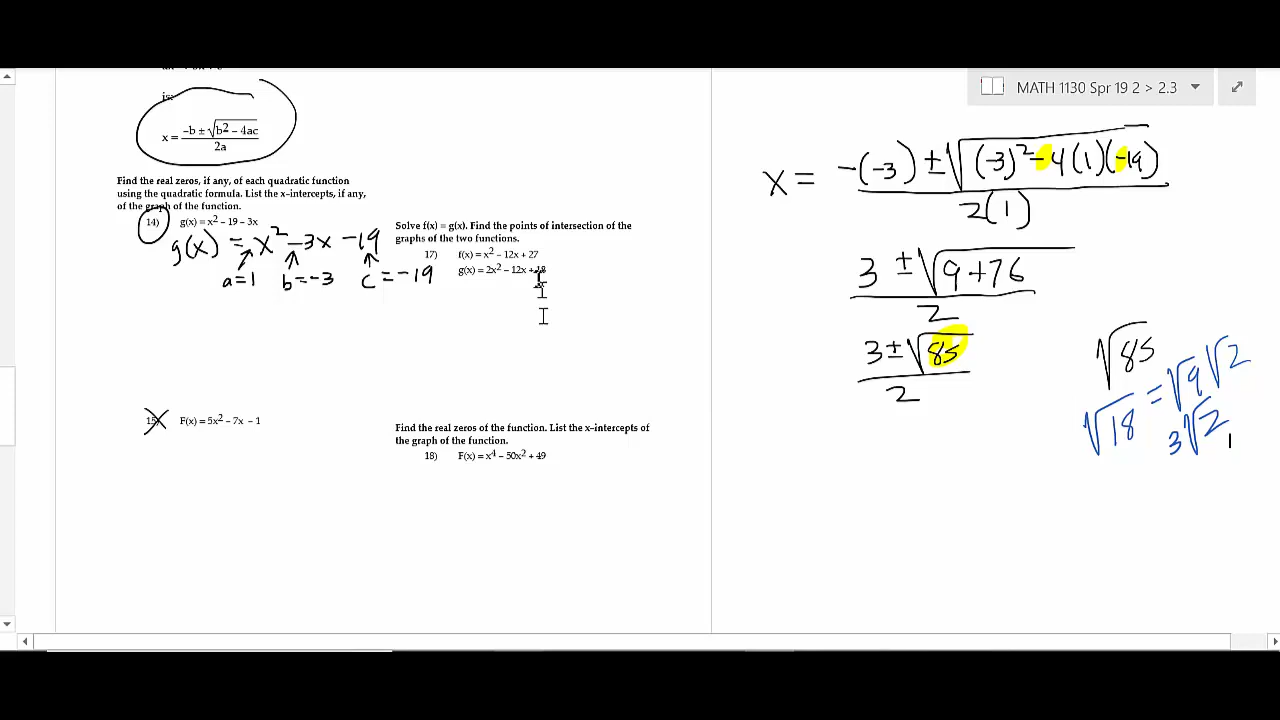 is:
x = −b ± √b² − 4ac / 2a
Find the real zeros, if any, of each quadratic function
using the quadratic formula. List the x–intercepts, if any,
of the graph of the function.
14) g(x) = x² − 19 − 3x
g(x) = x² − 3x − 19
a = 1 b = −3 c = −19
15) F(x) = 5x² − 7x − 1
Solve f(x) = g(x). Find the points of intersection of the
graphs of the two functions.
17) f(x) = x² − 12x + 27
g(x) = 2x² − 12x + 18
Find the real zeros of the function. List the x–intercepts of
the graph of the function.
18) F(x) = x⁴ − 50x² + 49
MATH 1130 Spr 19 2 > 2.3
x = −(−3) ± √(−3)² − 4(1)(−19) / 2(1)
3 ± √9 + 76 / 2
3 ± √85 / 2
√85
√18 = √9 √2
3√2